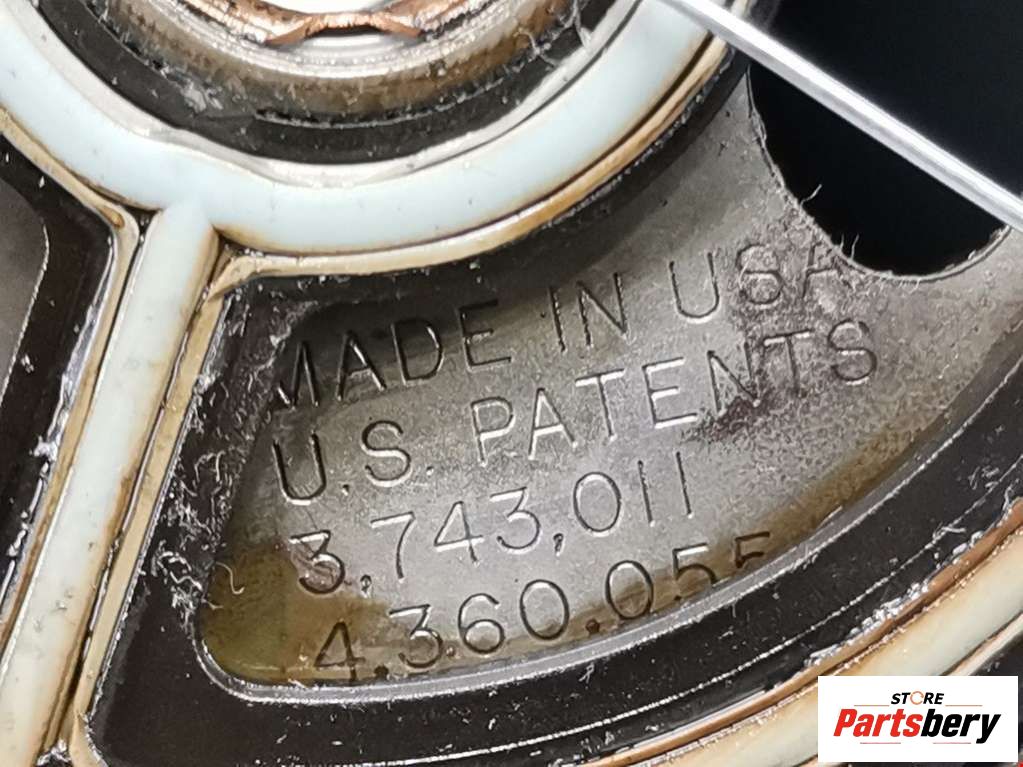 MADE IN USA
U.S. PATENTS
3,743,011
4.360.055
STORE
Partsbery